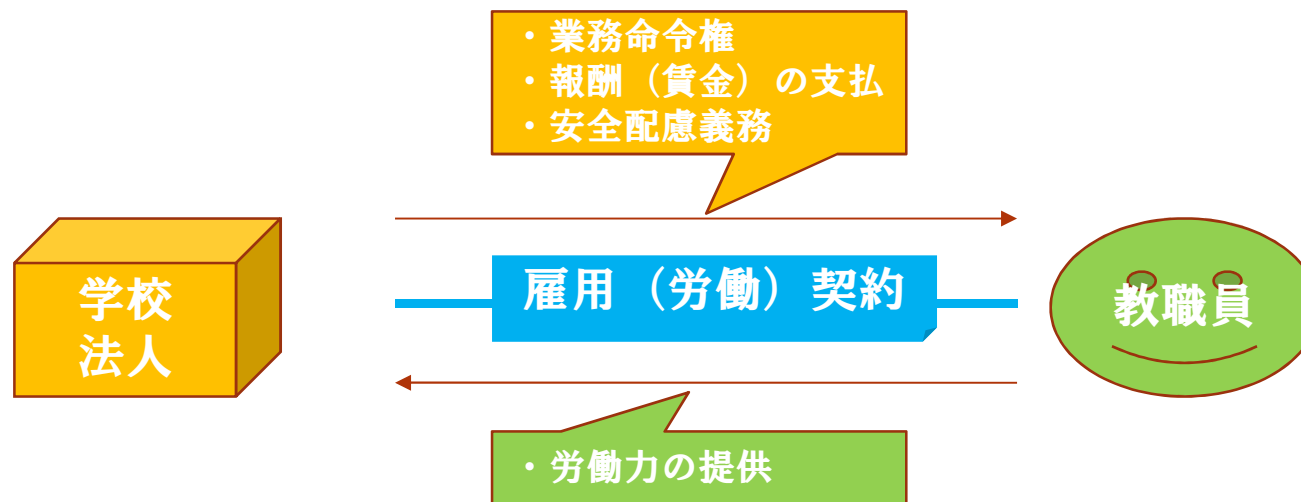 ・業務命令権
・報酬（賃金）の支払
・安全配慮義務
学校
法人
雇用（労働）契約
教職員
・労働力の提供